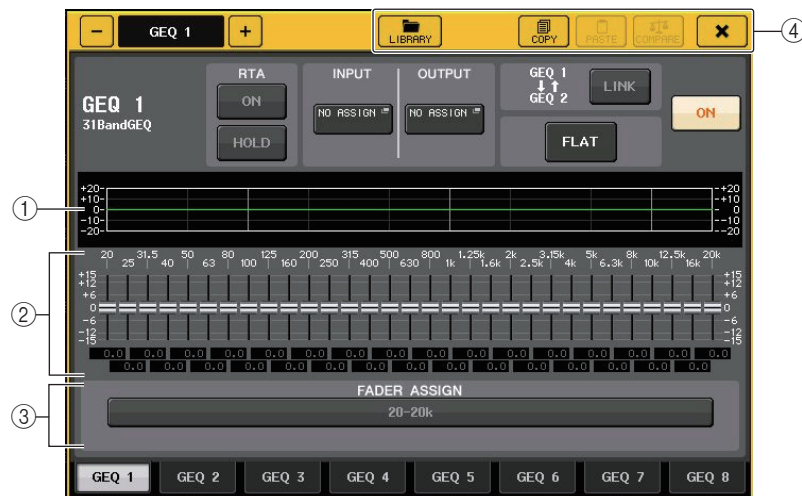 − GEQ 1 + LIBRARY COPY PASTE COMPARE × ④
RTA INPUT OUTPUT GEQ 1
GEQ 1 ON NO ASSIGN NO ASSIGN ↓↑ LINK ON
31BandGEQ GEQ 2
HOLD FLAT
①
+20 +20
+10 +10
0 0
-10 -10
-20 -20
②
20 31.5 50 80 125 200 315 500 800 1.25k 2k 3.15k 5k 8k 12.5k 20k
25 40 63 100 160 250 400 630 1k 1.6k 2.5k 4k 6.3k 10k 16k
+15 +15
+12 +12
+6 +6
0 0
-6 -6
-12 -12
-15 -15
0.0 0.0 0.0 0.0 0.0 0.0 0.0 0.0 0.0 0.0 0.0 0.0 0.0 0.0 0.0 0.0
0.0 0.0 0.0 0.0 0.0 0.0 0.0 0.0 0.0 0.0 0.0 0.0 0.0 0.0 0.0
③
FADER ASSIGN
20-20k
GEQ 1 GEQ 2 GEQ 3 GEQ 4 GEQ 5 GEQ 6 GEQ 7 GEQ 8